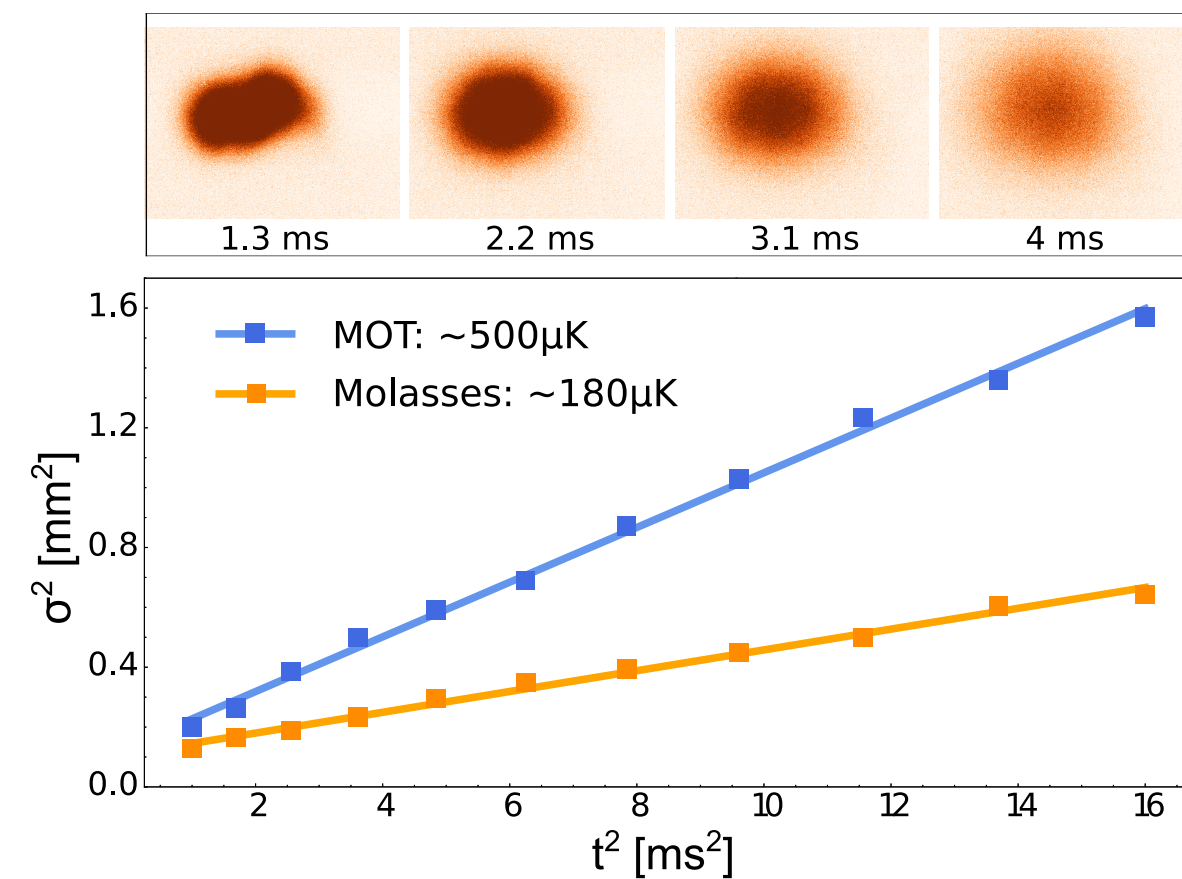 1.3 ms 2.2 ms 3.1 ms 4 ms
MOT: ~500μK
Molasses: ~180μK
σ² [mm²]
1.6
1.2
0.8
0.4
0.0
2 4 6 8 10 12 14 16
t² [ms²]